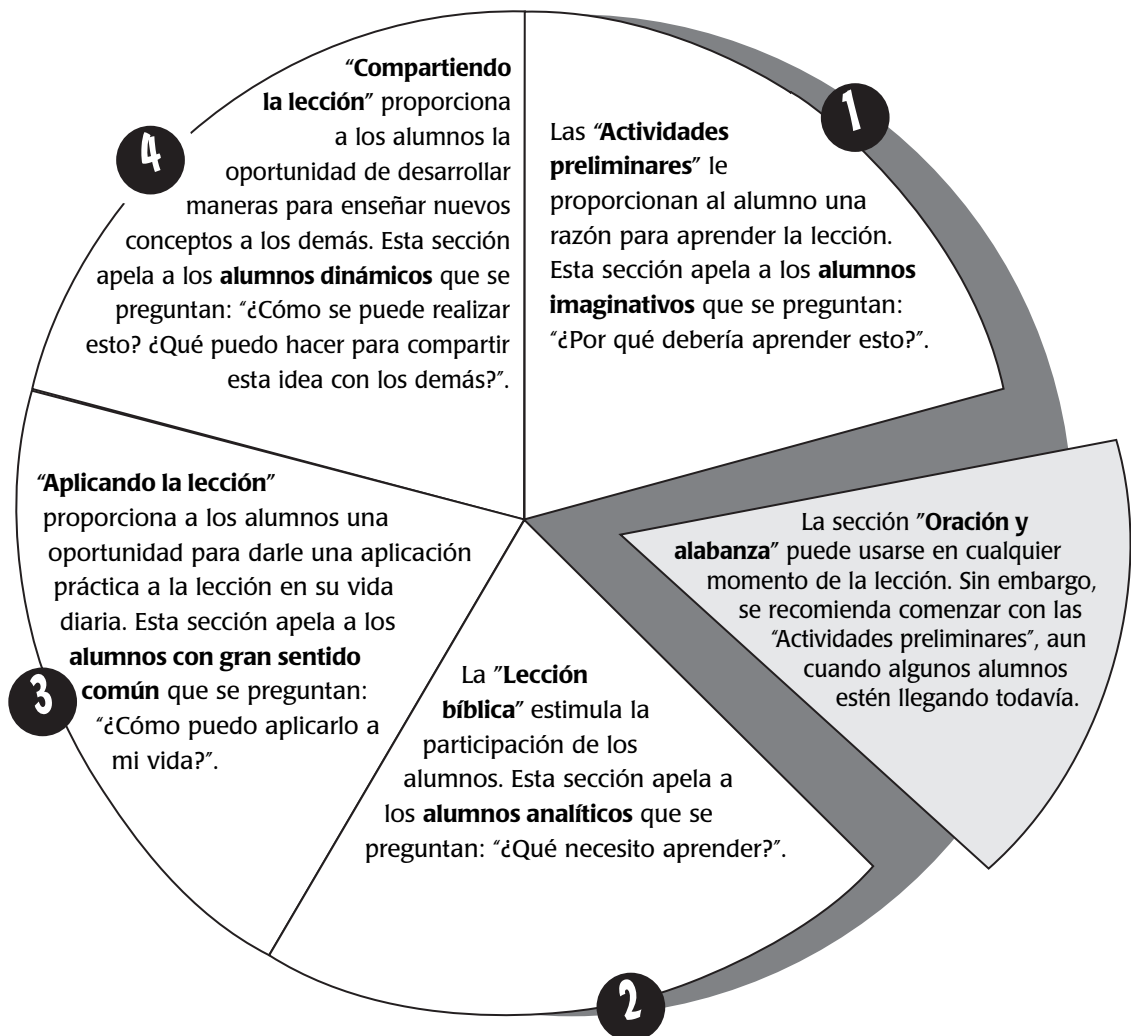 1
Las “Actividades
preliminares” le
proporcionan al alumno una
razón para aprender la lección.
Esta sección apela a los alumnos
imaginativos que se preguntan:
“¿Por qué debería aprender esto?”.
La sección “Oración y
alabanza” puede usarse en cualquier
momento de la lección. Sin embargo,
se recomienda comenzar con las
“Actividades preliminares”, aun
cuando algunos alumnos
estén llegando todavía.
2
La “Lección
bíblica” estimula la
participación de los
alumnos. Esta sección apela a
los alumnos analíticos que se
preguntan: “¿Qué necesito aprender?”.
3
“Aplicando la lección”
proporciona a los alumnos una
oportunidad para darle una aplicación
práctica a la lección en su vida
diaria. Esta sección apela a los
alumnos con gran sentido
común que se preguntan:
“¿Cómo puedo aplicarlo a
mi vida?”.
4
“Compartiendo
la lección” proporciona
a los alumnos la
oportunidad de desarrollar
maneras para enseñar nuevos
conceptos a los demás. Esta sección
apela a los alumnos dinámicos que se
preguntan: “¿Cómo se puede realizar
esto? ¿Qué puedo hacer para compartir
esta idea con los demás?”.